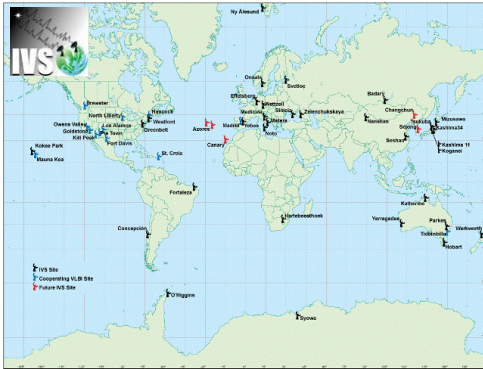 IVS
Ny Ålesund
Onsala
Svetloe
Badary
Effelsberg
Wettzell
Simeiz
Zelenchukskaya
Medicina
Matera
Noto
Madrid
Yebes
Azores
Canary
Brewster
North Liberty
Hancock
Westford
Greenbelt
Owens Valley
Los Alamos
Goldstone
Pie Town
Kitt Peak
Fort Davis
Kokee Park
Mauna Kea
St. Croix
Changchun
Mizusawa
Tsukuba
Kashima34
Sejong
Seshan
Kashima 11
Koganei
Fortaleza
Hartebeesthoek
Katherine
Yarragadee
Parkes
Warkworth
Tidbinbilla
Hobart
Concepción
O'Higgins
Syowa
IVS Site
Cooperating VLBI Site
Future IVS Site